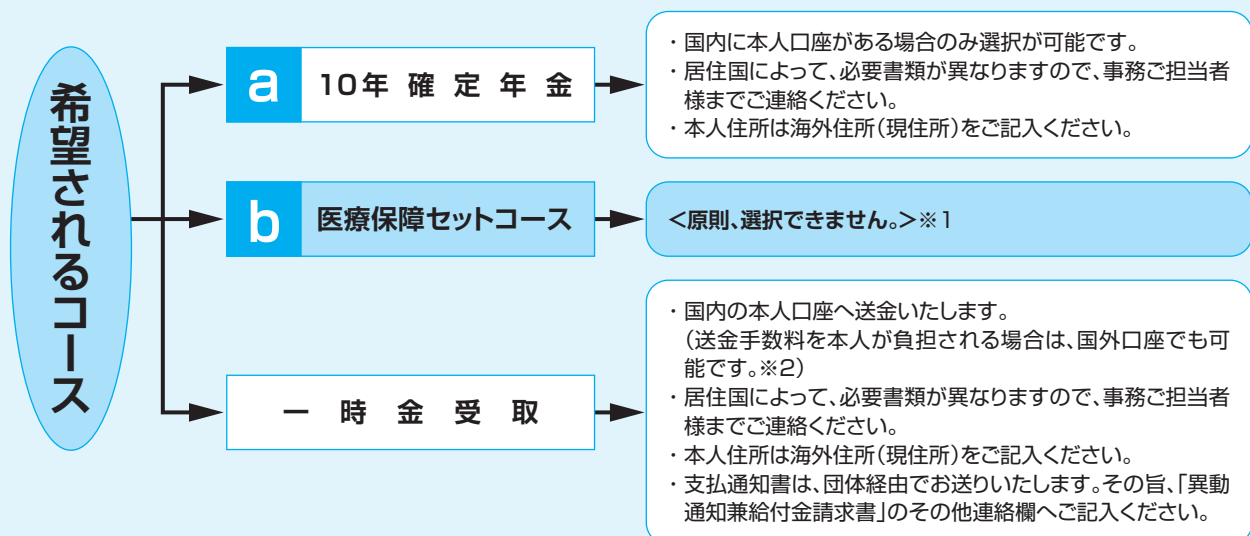 希望されるコース
a 10年確定年金
・国内に本人口座がある場合のみ選択が可能です。
・居住国によって、必要書類が異なりますので、事務ご担当者
様までご連絡ください。
・本人住所は海外住所(現住所)をご記入ください。
b 医療保障セットコース
<原則、選択できません。>※1
一時金受取
・国内の本人口座へ送金いたします。
(送金手数料を本人が負担される場合は、国外口座でも可
能です。※2)
・居住国によって、必要書類が異なりますので、事務ご担当者
様までご連絡ください。
・本人住所は海外住所(現住所)をご記入ください。
・支払通知書は、団体経由でお送りいたします。その旨、「異動
通知兼給付金請求書」のその他連絡欄へご記入ください。